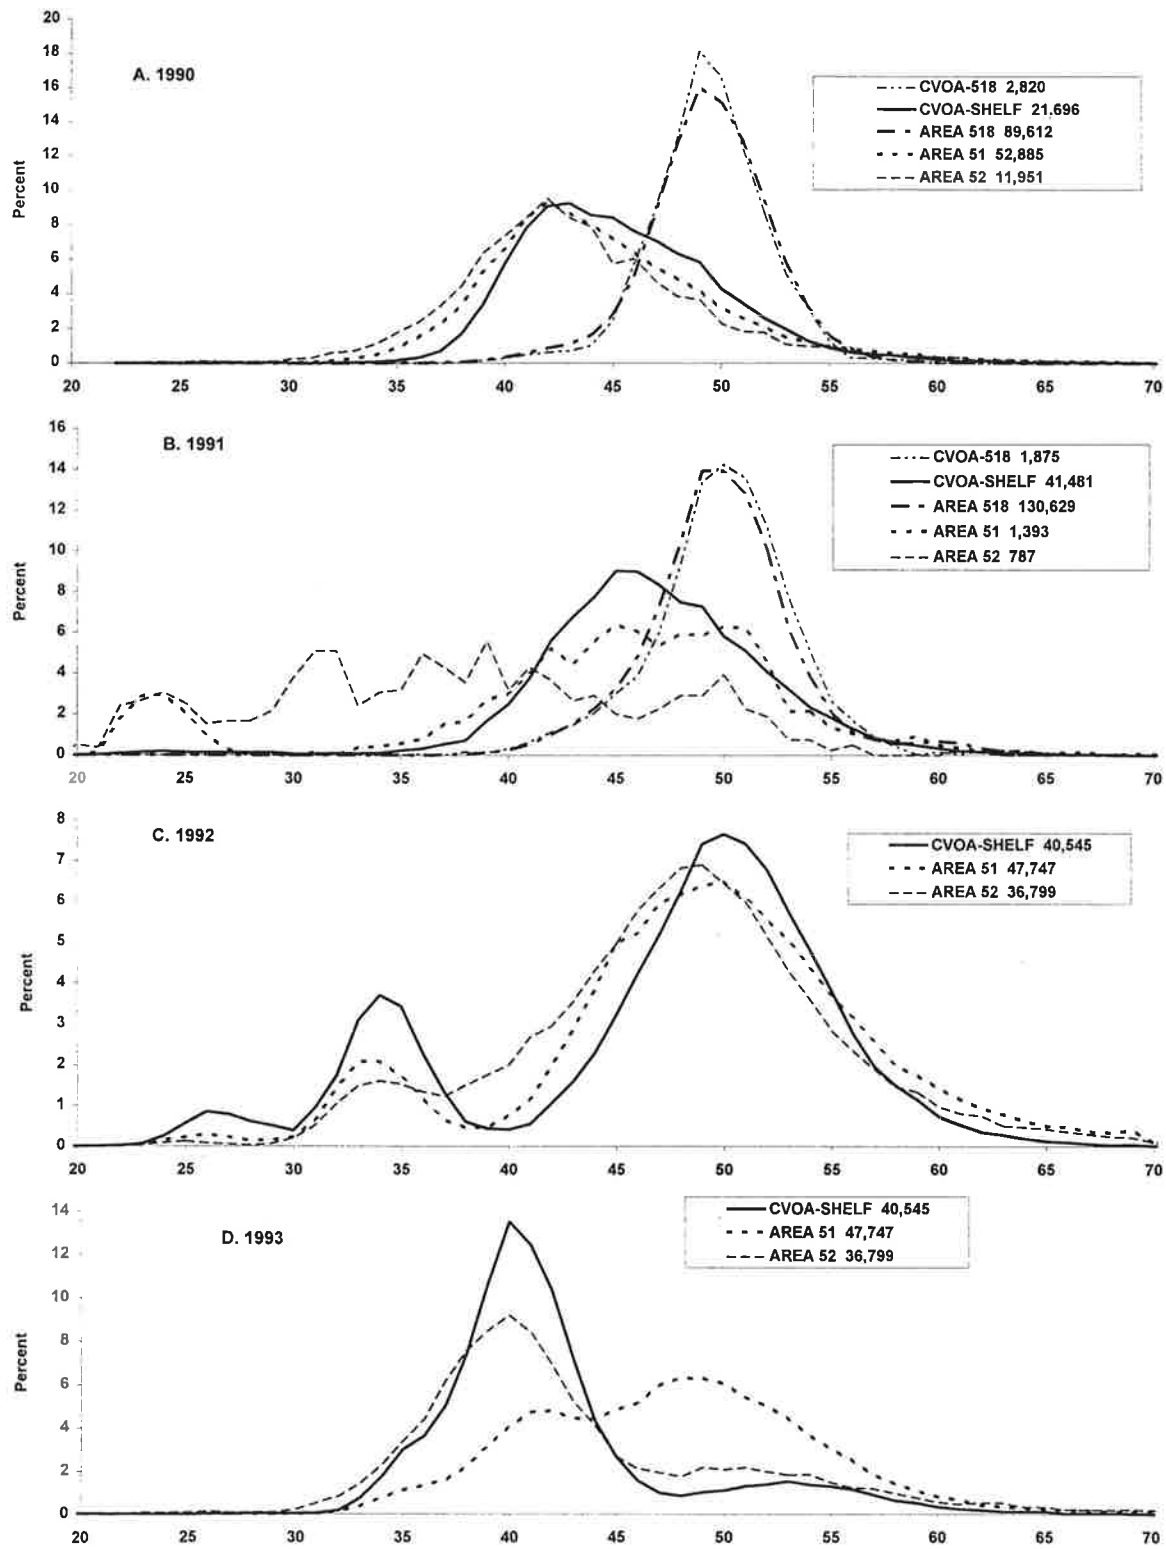 20
18
A. 1990
16
14
12
10
8
6
4
2
0
Percent
CVOA-518 2,820
CVOA-SHELF 21,696
AREA 518 89,612
AREA 51 52,885
AREA 52 11,951
20 25 30 35 40 45 50 55 60 65 70
16
B. 1991
14
12
10
8
6
4
2
0
Percent
CVOA-518 1,875
CVOA-SHELF 41,481
AREA 518 130,629
AREA 51 1,393
AREA 52 787
20 25 30 35 40 45 50 55 60 65 70
8
C. 1992
7
6
5
4
3
2
1
0
Percent
CVOA-SHELF 40,545
AREA 51 47,747
AREA 52 36,799
20 25 30 35 40 45 50 55 60 65 70
14
D. 1993
12
10
8
6
4
2
0
Percent
CVOA-SHELF 40,545
AREA 51 47,747
AREA 52 36,799
20 25 30 35 40 45 50 55 60 65 70